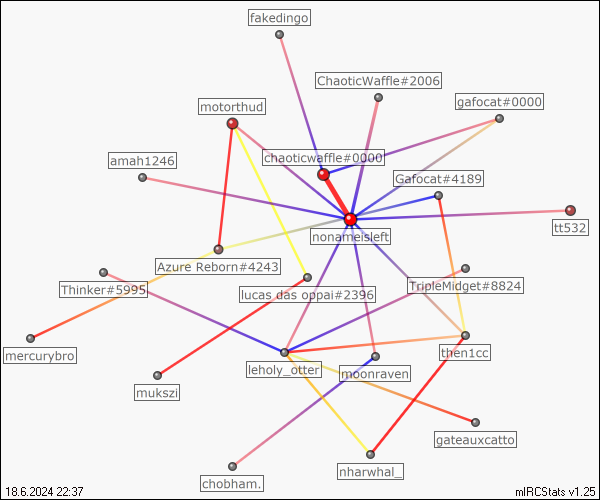 fakedingo
ChaoticWaffle#2006
gafocat#0000
motorthud
chaoticwaffle#0000
amah1246
Gafocat#4189
tt532
nonameisleft
Azure Reborn#4243
Thinker#5995
lucas das oppai#2396
TripleMidget#8824
mercurybro
then1cc
leholy_otter
moonraven
mukszi
gateauxcatto
chobham.
nharwhal_
18.6.2024 22:37
mIRCStats v1.25